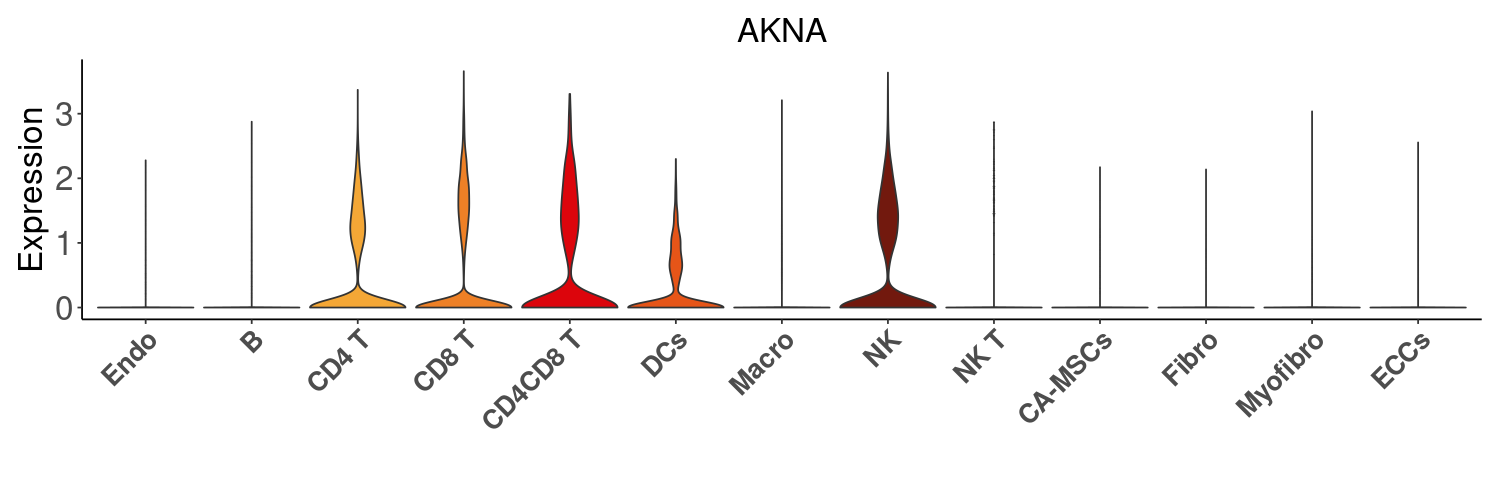 AKNA
Expression
3
2
1
0
Endo
B
CD4 T
CD8 T
CD4CD8 T
DCs
Macro
NK
NK T
CA-MSCs
Fibro
Myofibro
ECCs